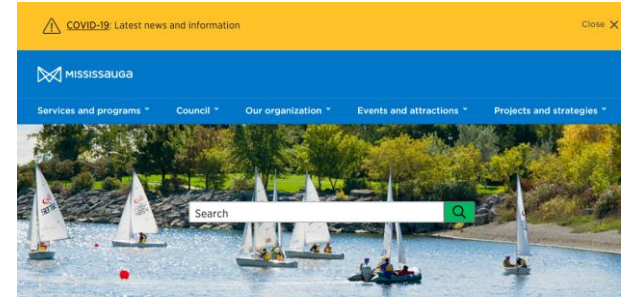 COVID-19: Latest news and information
Close X
MISSISSAUGA
Services and programs
Council
Our organization
Events and attractions
Projects and strategies
Search